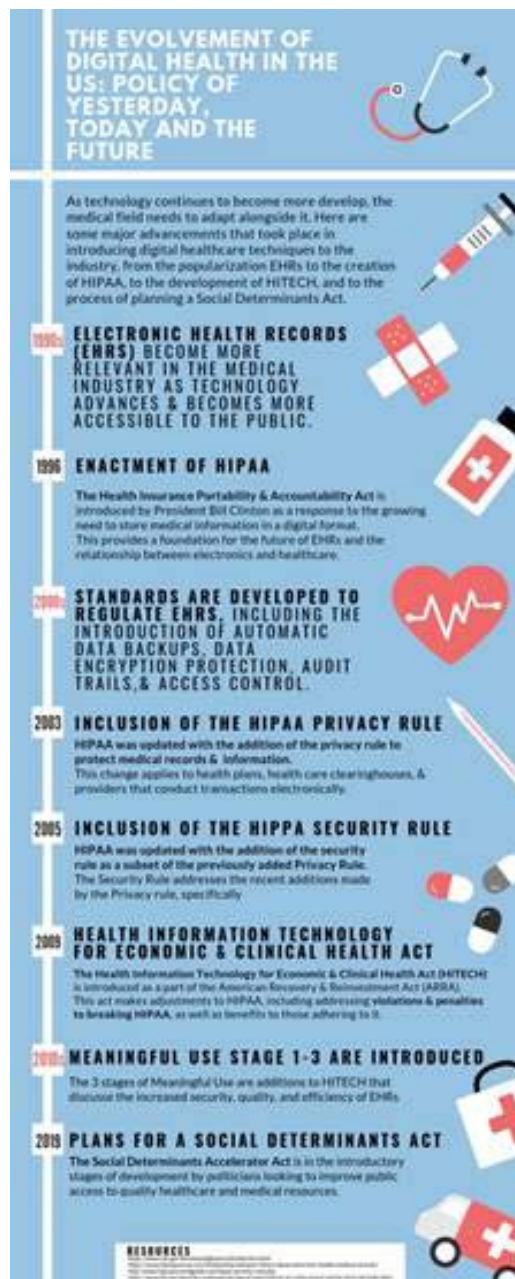 THE EVOLVEMENT OF
DIGITAL HEALTH IN THE
US: POLICY OF
YESTERDAY,
TODAY AND THE
FUTURE
As technology continues to become more develop, the
medical field needs to adapt alongside it. Here are
some major advancements that took place in
introducing digital healthcare techniques to the
industry, from the popularization EHRs to the creation
of HIPAA, to the development of HITECH, and to the
process of planning a Social Determinants Act.
1990s
ELECTRONIC HEALTH RECORDS
(EHRS) BECOME MORE
RELEVANT IN THE MEDICAL
INDUSTRY AS TECHNOLOGY
ADVANCES & BECOMES MORE
ACCESSIBLE TO THE PUBLIC.
1996 ENACTMENT OF HIPAA
The Health Insurance Portability & Accountability Act is
introduced by President Bill Clinton as a response to the growing
need to store medical information in a digital format.
This provides a foundation for the future of EHRs and the
relationship between electronics and healthcare.
2000s
STANDARDS ARE DEVELOPED TO
REGULATE EHRS, INCLUDING THE
INTRODUCTION OF AUTOMATIC
DATA BACKUPS, DATA
ENCRYPTION PROTECTION, AUDIT
TRAILS,& ACCESS CONTROL.
2003 INCLUSION OF THE HIPAA PRIVACY RULE
HIPAA was updated with the addition of the privacy rule to
protect medical records & information.
This change applies to health plans, health care clearinghouses, &
providers that conduct transactions electronically.
2005 INCLUSION OF THE HIPPA SECURITY RULE
HIPAA was updated with the addition of the security
rule as a subset of the previously added Privacy Rule.
The Security Rule addresses the recent additions made
by the Privacy rule, specifically
2009
HEALTH INFORMATION TECHNOLOGY
FOR ECONOMIC & CLINICAL HEALTH ACT
The Health Information Technology for Economic & Clinical Health Act (HITECH)
is introduced as a part of the American Recovery & Reinvestment Act (ARRA).
This act makes adjustments to HIPAA, including addressing violations & penalties
to breaking HIPAA, as well as benefits to those adhering to it.
2010s MEANINGFUL USE STAGE 1-3 ARE INTRODUCED
The 3 stages of Meaningful Use are additions to HITECH that
discusse the increased security, quality, and efficiency of EHRs
2019 PLANS FOR A SOCIAL DETERMINANTS ACT
The Social Determinants Accelerator Act is in the introductory
stages of development by politicians looking to improve public
access to quality healthcare and medical resources.
RESOURCES